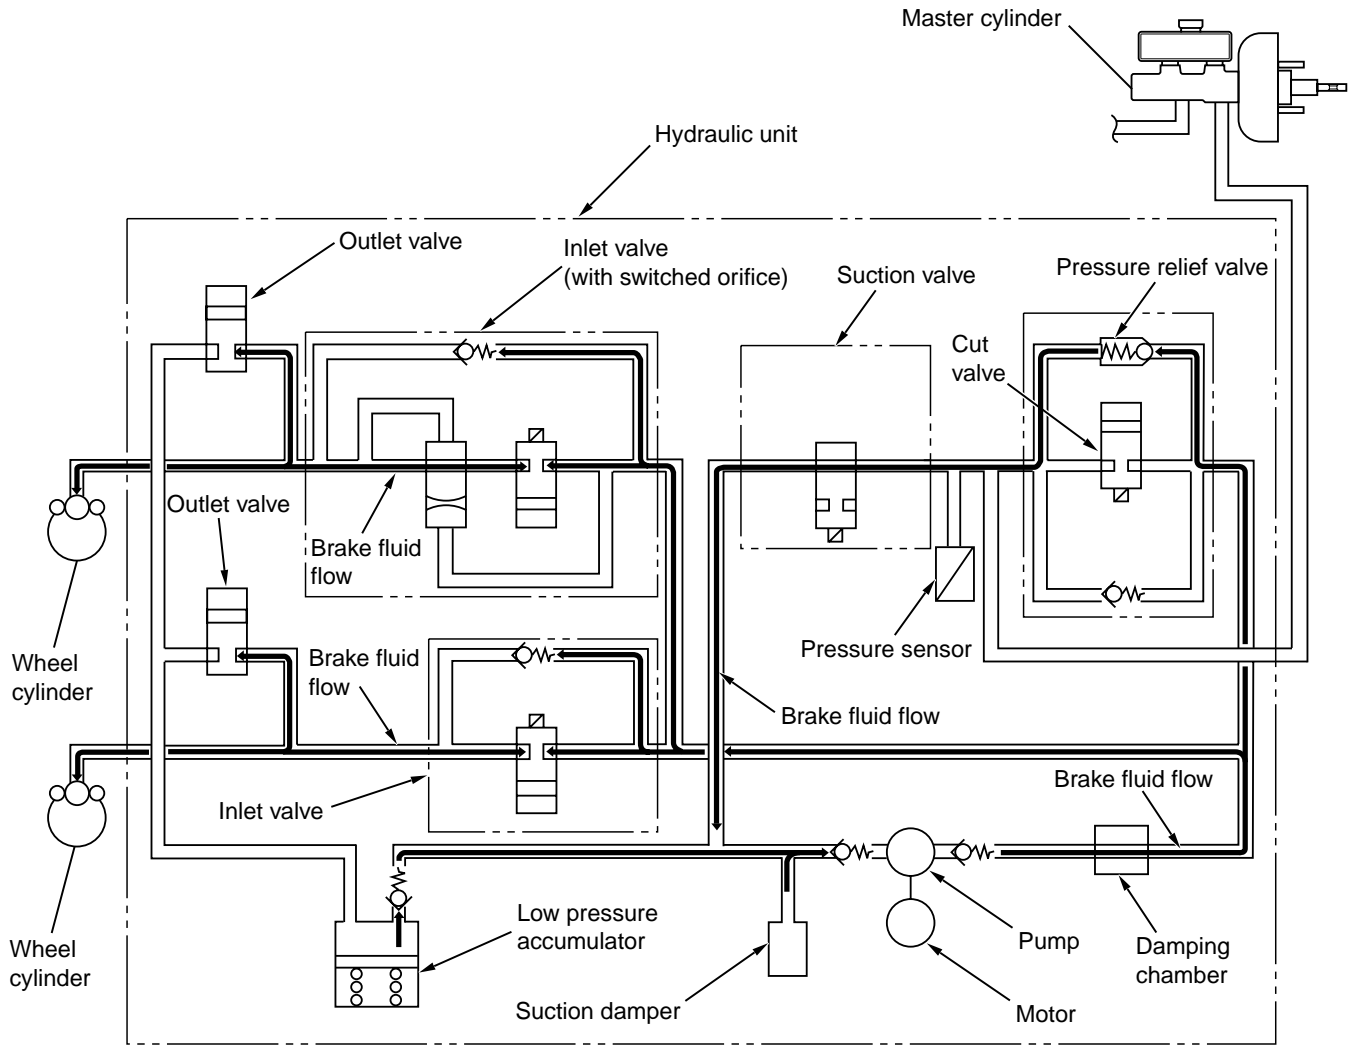 Master cylinder
Hydraulic unit
Outlet valve
Inlet valve
(with switched orifice)
Suction valve
Pressure relief valve
Cut
valve
Outlet valve
Brake fluid
flow
Wheel
cylinder
Brake fluid
flow
Pressure sensor
Brake fluid flow
Inlet valve
Brake fluid flow
Wheel
cylinder
Low pressure
accumulator
Suction damper
Pump
Motor
Damping
chamber